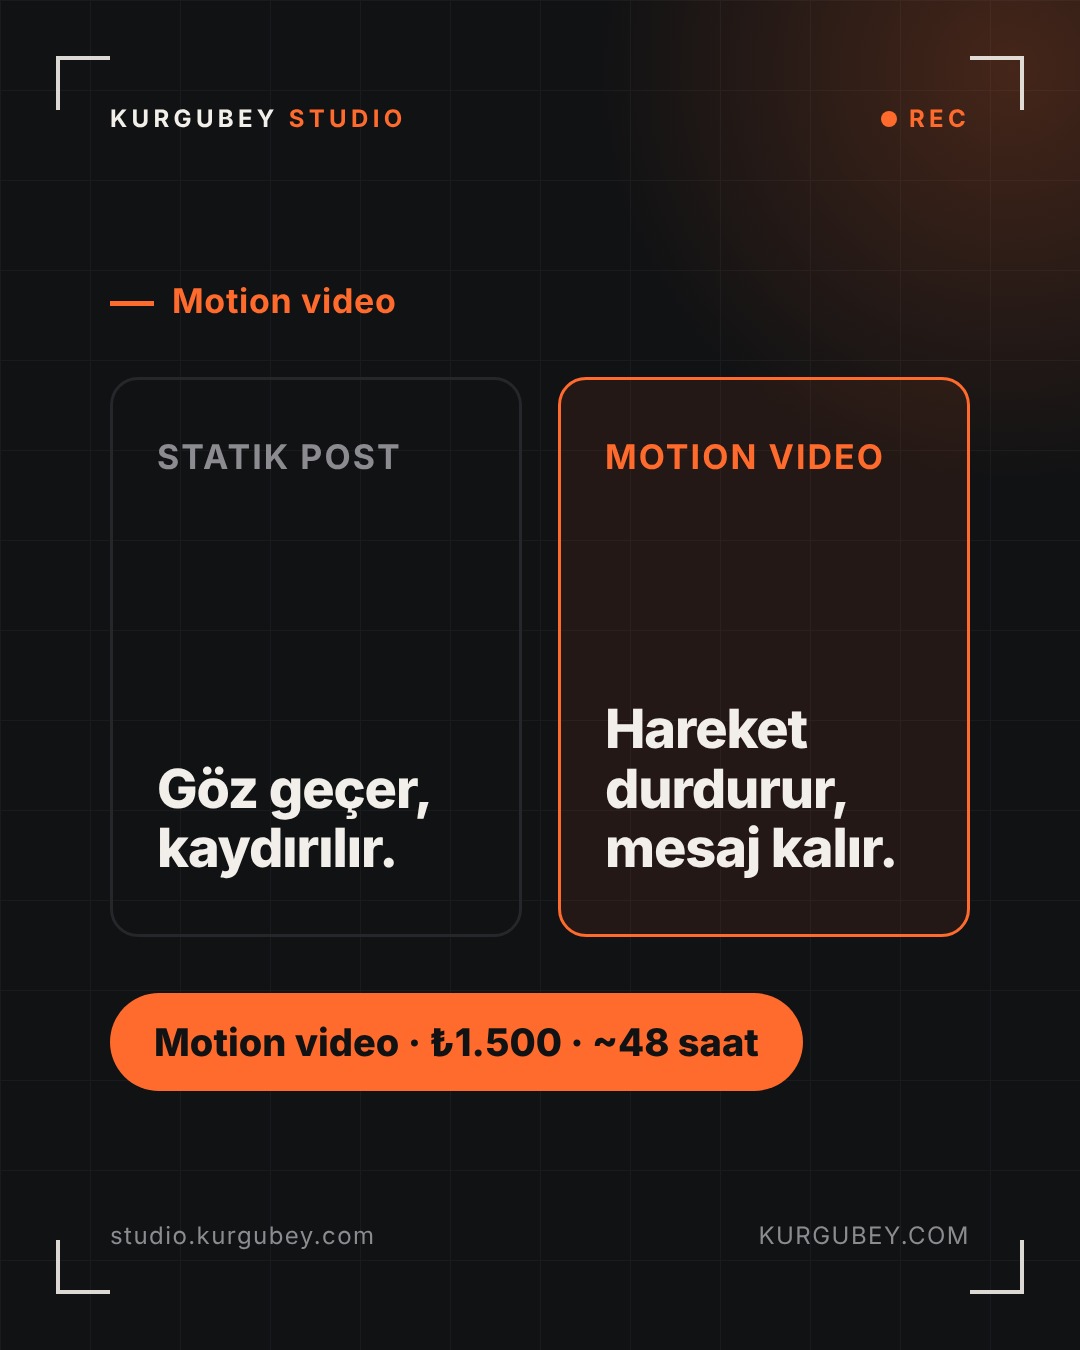 KURGUBEY STUDIO
REC
Motion video
STATIK POST
Göz geçer,
kaydırılır.
MOTION VIDEO
Hareket
durdurur,
mesaj kalır.
Motion video · ₺1.500 · ~48 saat
studio.kurgubey.com
KURGUBEY.COM